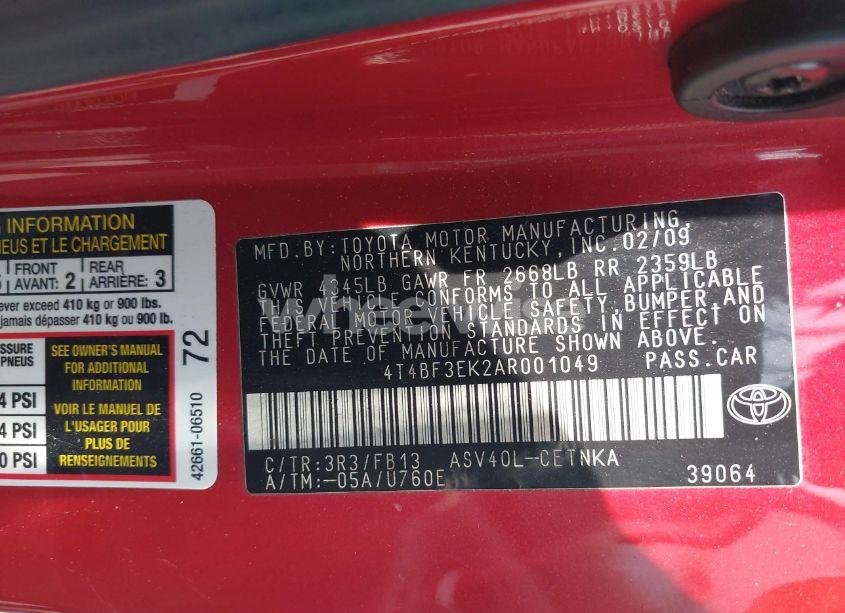 INFORMATION
NEUS ET LE CHARGEMENT
FRONT
AVANT: 2
REAR
ARRIÈRE: 3
ever exceed 410 kg or 900 lbs.
jamais dépasser 410 kg ou 900 lb.
ESSURE
PNEUS
4 PSI
4 PSI
0 PSI
SEE OWNER'S MANUAL
FOR ADDITIONAL
INFORMATION
VOIR LE MANUEL DE
L'USAGER POUR
PLUS DE
RENSEIGNEMENTS
72
42661-06510
MFD. BY: TOYOTA MOTOR MANUFACTURING,
NORTHERN KENTUCKY, INC. 02/09
GVWR 4345LB GAWR FR 2668LB RR 2359LB
THIS VEHICLE CONFORMS TO ALL APPLICABLE
FEDERAL MOTOR VEHICLE SAFETY, BUMPER, AND
THEFT PREVENTION STANDARDS IN EFFECT ON
THE DATE OF MANUFACTURE SHOWN ABOVE.
4T4BF3EK2AR001049 PASS.CAR
C/TR:3R3/FB13 ASV40L-CETNKA
A/TM:-05A/U760E
39064